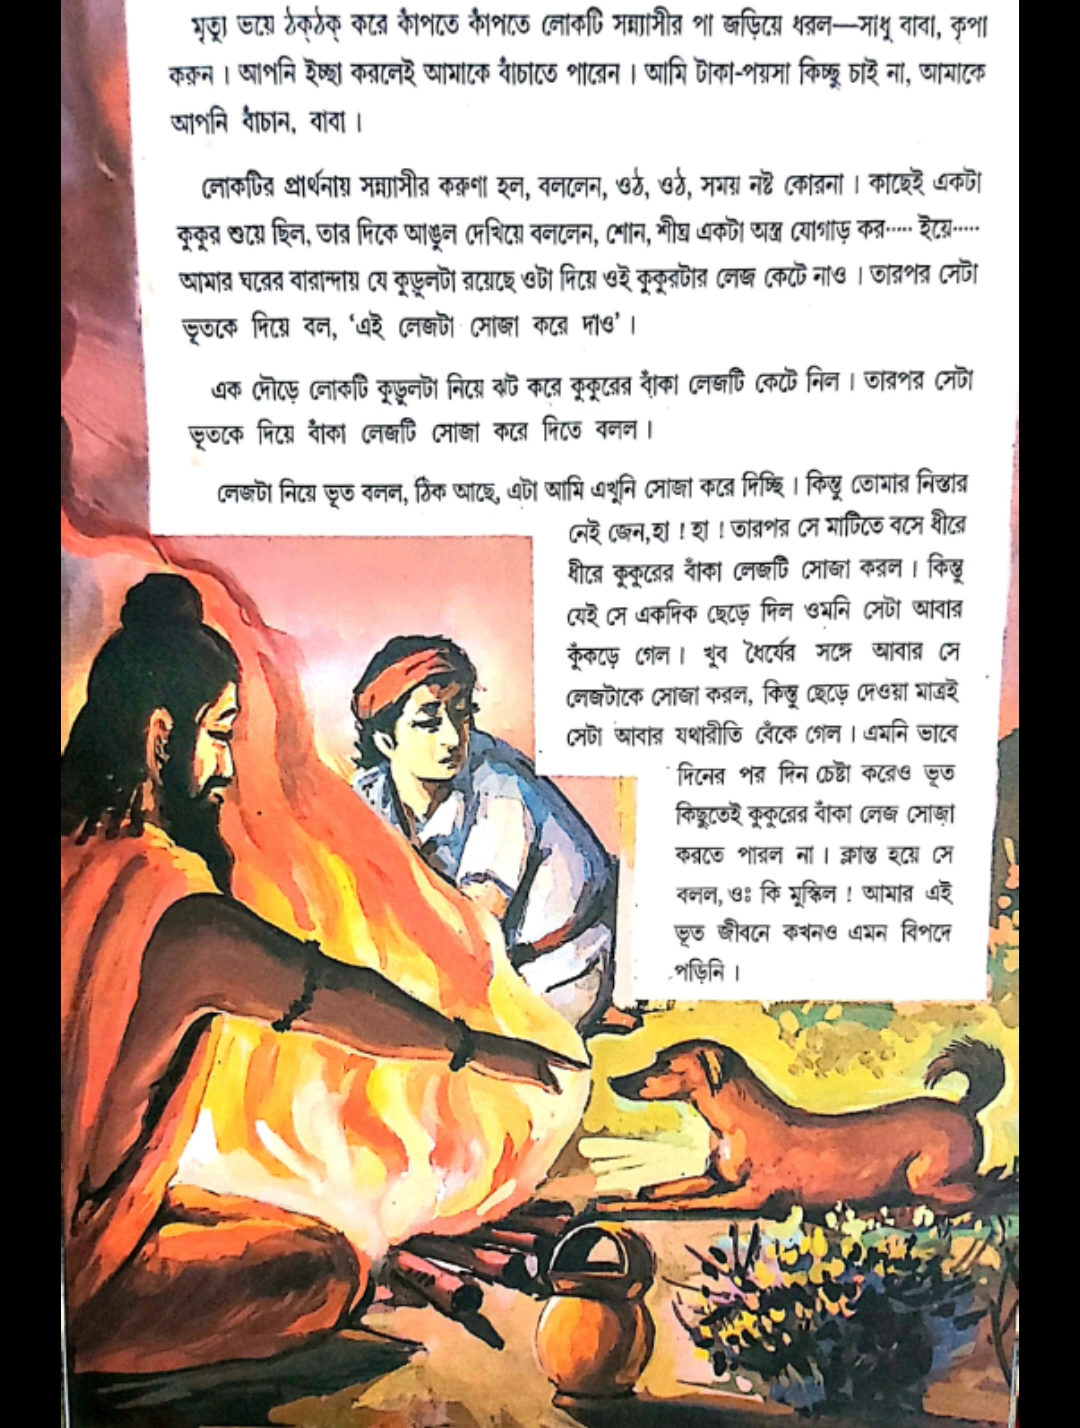 মৃত্যু ভয়ে ঠক্‌ঠক্ করে কাঁপতে কাঁপতে লোকটি সন্ন্যাসীর পা জড়িয়ে ধরল—সাধু বাবা, কৃপা
করুন । আপনি ইচ্ছা করলেই আমাকে বাঁচাতে পারেন । আমি টাকা-পয়সা কিচ্ছু চাই না, আমাকে
আপনি বাঁচান, বাবা ।
লোকটির প্রার্থনায় সন্ন্যাসীর করুণা হল, বললেন, ওঠ, ওঠ, সময় নষ্ট কোরনা । কাছেই একটা
কুকুর শুয়ে ছিল, তার দিকে আঙুল দেখিয়ে বললেন, শোন, শীঘ্র একটা অস্ত্র যোগাড় কর····· ইয়ে·····
আমার ঘরের বারান্দায় যে কুড়ুলটা রয়েছে ওটা দিয়ে ওই কুকুরটার লেজ কেটে নাও । তারপর সেটা
ভূতকে দিয়ে বল, ‘এই লেজটা সোজা করে দাও’ ।
এক দৌড়ে লোকটি কুড়ুলটা নিয়ে ঝট করে কুকুরের বাঁকা লেজটি কেটে নিল । তারপর সেটা
ভূতকে দিয়ে বাঁকা লেজটি সোজা করে দিতে বলল ।
লেজটা নিয়ে ভূত বলল, ঠিক আছে, এটা আমি এখুনি সোজা করে দিচ্ছি । কিন্তু তোমার নিস্তার
নেই জেন,হা ! হা ! তারপর সে মাটিতে বসে ধীরে
ধীরে কুকুরের বাঁকা লেজটি সোজা করল । কিন্তু
যেই সে একদিক ছেড়ে দিল ওমনি সেটা আবার
কুঁকড়ে গেল । খুব ধৈর্যের সঙ্গে আবার সে
লেজটাকে সোজা করল, কিন্তু ছেড়ে দেওয়া মাত্রই
সেটা আবার যথারীতি বেঁকে গেল । এমনি ভাবে
দিনের পর দিন চেষ্টা করেও ভূত
কিছুতেই কুকুরের বাঁকা লেজ সোজা
করতে পারল না । ক্লান্ত হয়ে সে
বলল, ওঃ কি মুস্কিল ! আমার এই
ভূত জীবনে কখনও এমন বিপদে
পড়িনি ।